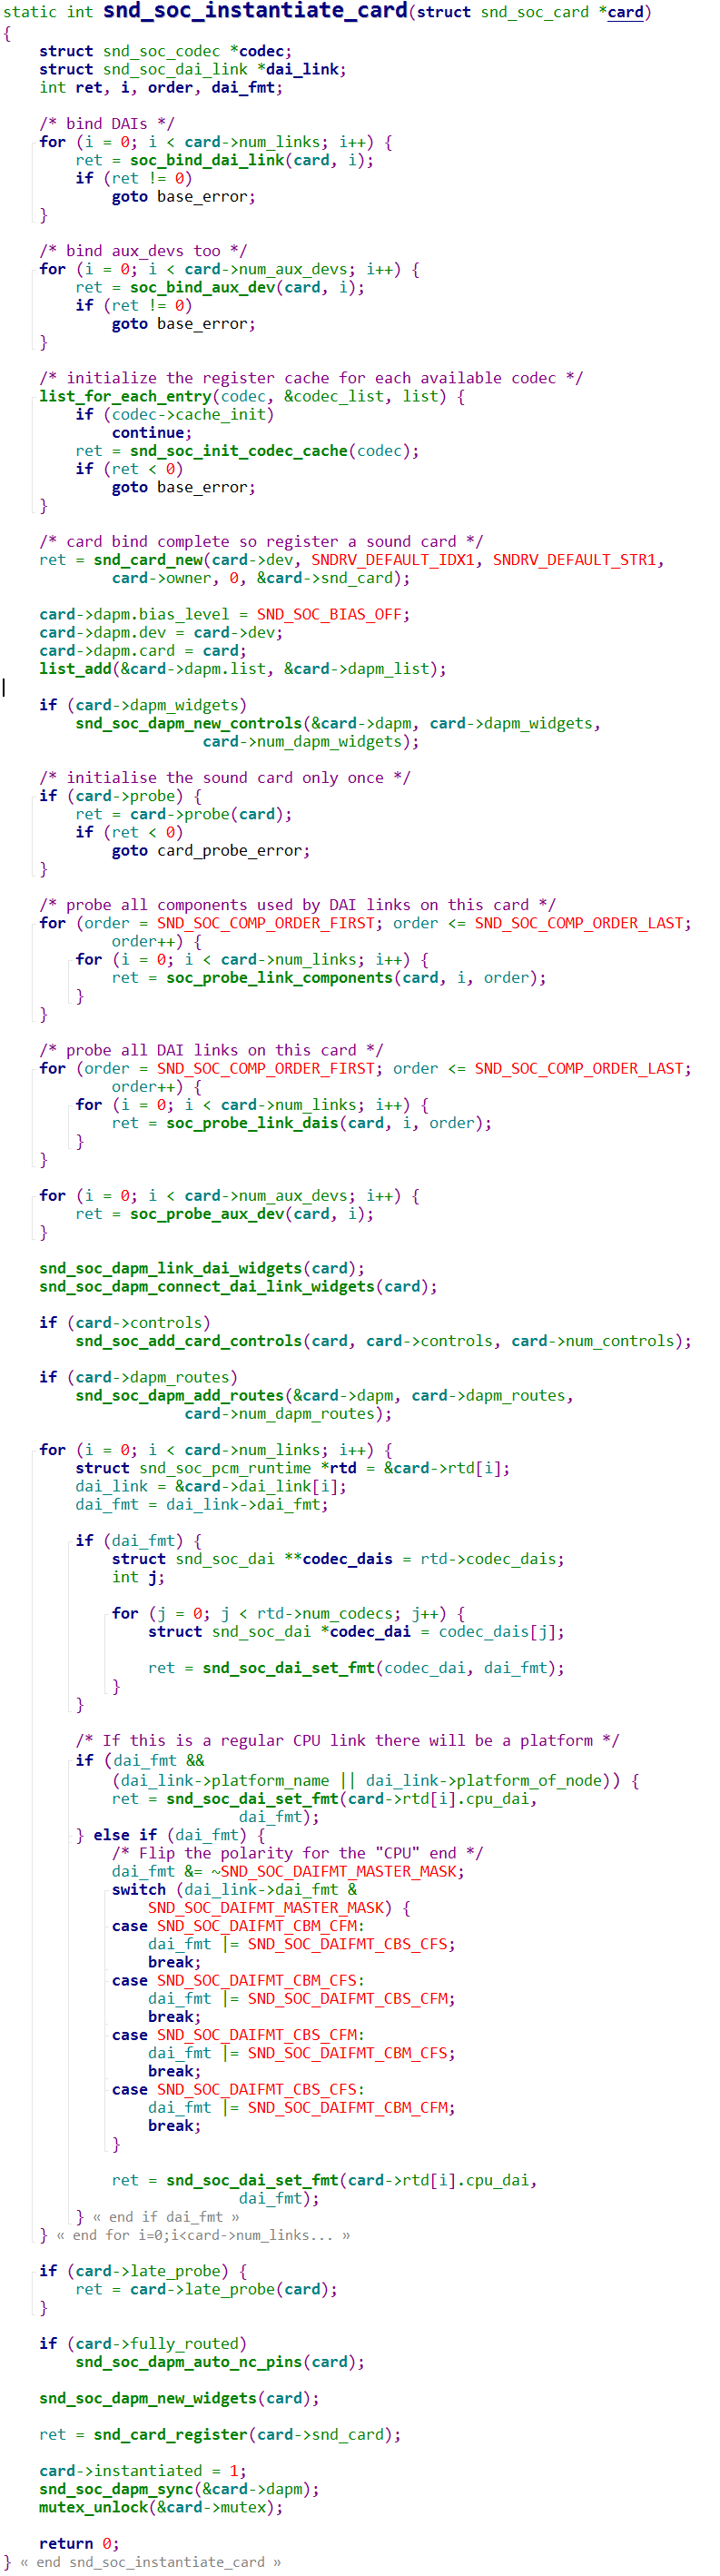 static int snd_soc_instantiate_card(struct snd_soc_card *card)
{
    struct snd_soc_codec *codec;
    struct snd_soc_dai_link *dai_link;
    int ret, i, order, dai_fmt;

    /* bind DAIs */
    for (i = 0; i < card->num_links; i++) {
        ret = soc_bind_dai_link(card, i);
        if (ret != 0)
            goto base_error;
    }

    /* bind aux_devs too */
    for (i = 0; i < card->num_aux_devs; i++) {
        ret = soc_bind_aux_dev(card, i);
        if (ret != 0)
            goto base_error;
    }

    /* initialize the register cache for each available codec */
    list_for_each_entry(codec, &codec_list, list) {
        if (codec->cache_init)
            continue;
        ret = snd_soc_init_codec_cache(codec);
        if (ret < 0)
            goto base_error;
    }

    /* card bind complete so register a sound card */
    ret = snd_card_new(card->dev, SNDRV_DEFAULT_IDX1, SNDRV_DEFAULT_STR1,
            card->owner, 0, &card->snd_card);

    card->dapm.bias_level = SND_SOC_BIAS_OFF;
    card->dapm.dev = card->dev;
    card->dapm.card = card;
    list_add(&card->dapm.list, &card->dapm_list);

    if (card->dapm_widgets)
        snd_soc_dapm_new_controls(&card->dapm, card->dapm_widgets,
                      card->num_dapm_widgets);

    /* initialise the sound card only once */
    if (card->probe) {
        ret = card->probe(card);
        if (ret < 0)
            goto card_probe_error;
    }

    /* probe all components used by DAI links on this card */
    for (order = SND_SOC_COMP_ORDER_FIRST; order <= SND_SOC_COMP_ORDER_LAST;
            order++) {
        for (i = 0; i < card->num_links; i++) {
            ret = soc_probe_link_components(card, i, order);
        }
    }

    /* probe all DAI links on this card */
    for (order = SND_SOC_COMP_ORDER_FIRST; order <= SND_SOC_COMP_ORDER_LAST;
            order++) {
        for (i = 0; i < card->num_links; i++) {
            ret = soc_probe_link_dais(card, i, order);
        }
    }

    for (i = 0; i < card->num_aux_devs; i++) {
        ret = soc_probe_aux_dev(card, i);
    }

    snd_soc_dapm_link_dai_widgets(card);
    snd_soc_dapm_connect_dai_link_widgets(card);

    if (card->controls)
        snd_soc_add_card_controls(card, card->controls, card->num_controls);

    if (card->dapm_routes)
        snd_soc_dapm_add_routes(&card->dapm, card->dapm_routes,
                    card->num_dapm_routes);

    for (i = 0; i < card->num_links; i++) {
        struct snd_soc_pcm_runtime *rtd = &card->rtd[i];
        dai_link = &card->dai_link[i];
        dai_fmt = dai_link->dai_fmt;

        if (dai_fmt) {
            struct snd_soc_dai **codec_dais = rtd->codec_dais;
            int j;

            for (j = 0; j < rtd->num_codecs; j++) {
                struct snd_soc_dai *codec_dai = codec_dais[j];

                ret = snd_soc_dai_set_fmt(codec_dai, dai_fmt);
            }
        }

        /* If this is a regular CPU link there will be a platform */
        if (dai_fmt &&
            (dai_link->platform_name || dai_link->platform_of_node)) {
            ret = snd_soc_dai_set_fmt(card->rtd[i].cpu_dai,
                          dai_fmt);
        } else if (dai_fmt) {
            /* Flip the polarity for the "CPU" end */
            dai_fmt &= ~SND_SOC_DAIFMT_MASTER_MASK;
            switch (dai_link->dai_fmt &
                SND_SOC_DAIFMT_MASTER_MASK) {
            case SND_SOC_DAIFMT_CBM_CFM:
                dai_fmt |= SND_SOC_DAIFMT_CBS_CFS;
                break;
            case SND_SOC_DAIFMT_CBM_CFS:
                dai_fmt |= SND_SOC_DAIFMT_CBS_CFM;
                break;
            case SND_SOC_DAIFMT_CBS_CFM:
                dai_fmt |= SND_SOC_DAIFMT_CBM_CFS;
                break;
            case SND_SOC_DAIFMT_CBS_CFS:
                dai_fmt |= SND_SOC_DAIFMT_CBM_CFM;
                break;
            }

            ret = snd_soc_dai_set_fmt(card->rtd[i].cpu_dai,
                          dai_fmt);
        } « end if dai_fmt »
    } « end for i=0;i<card->num_links... »

    if (card->late_probe) {
        ret = card->late_probe(card);
    }

    if (card->fully_routed)
        snd_soc_dapm_auto_nc_pins(card);

    snd_soc_dapm_new_widgets(card);

    ret = snd_card_register(card->snd_card);

    card->instantiated = 1;
    snd_soc_dapm_sync(&card->dapm);
    mutex_unlock(&card->mutex);

    return 0;
} « end snd_soc_instantiate_card »